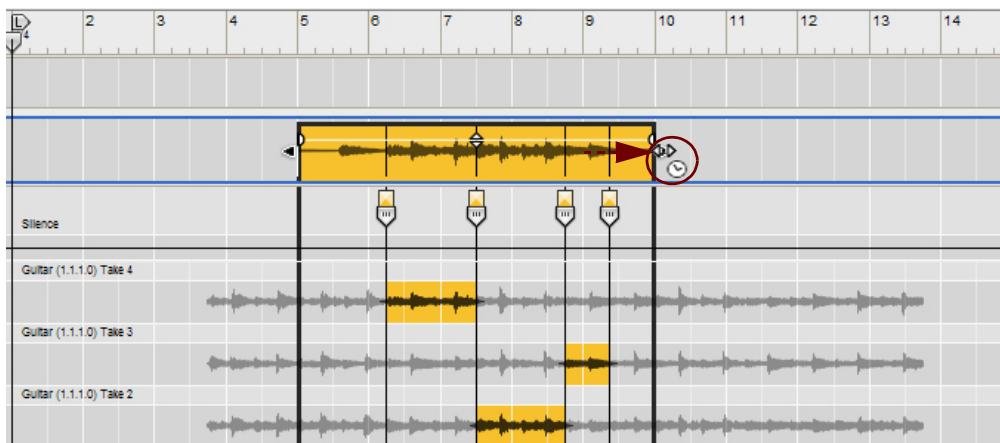 L 2 3 4 5 6 7 8 9 10 11 12 13 14
4
Silence
Guitar (1.1.1.0) Take 4
Guitar (1.1.1.0) Take 3
Guitar (1.1.1.0) Take 2